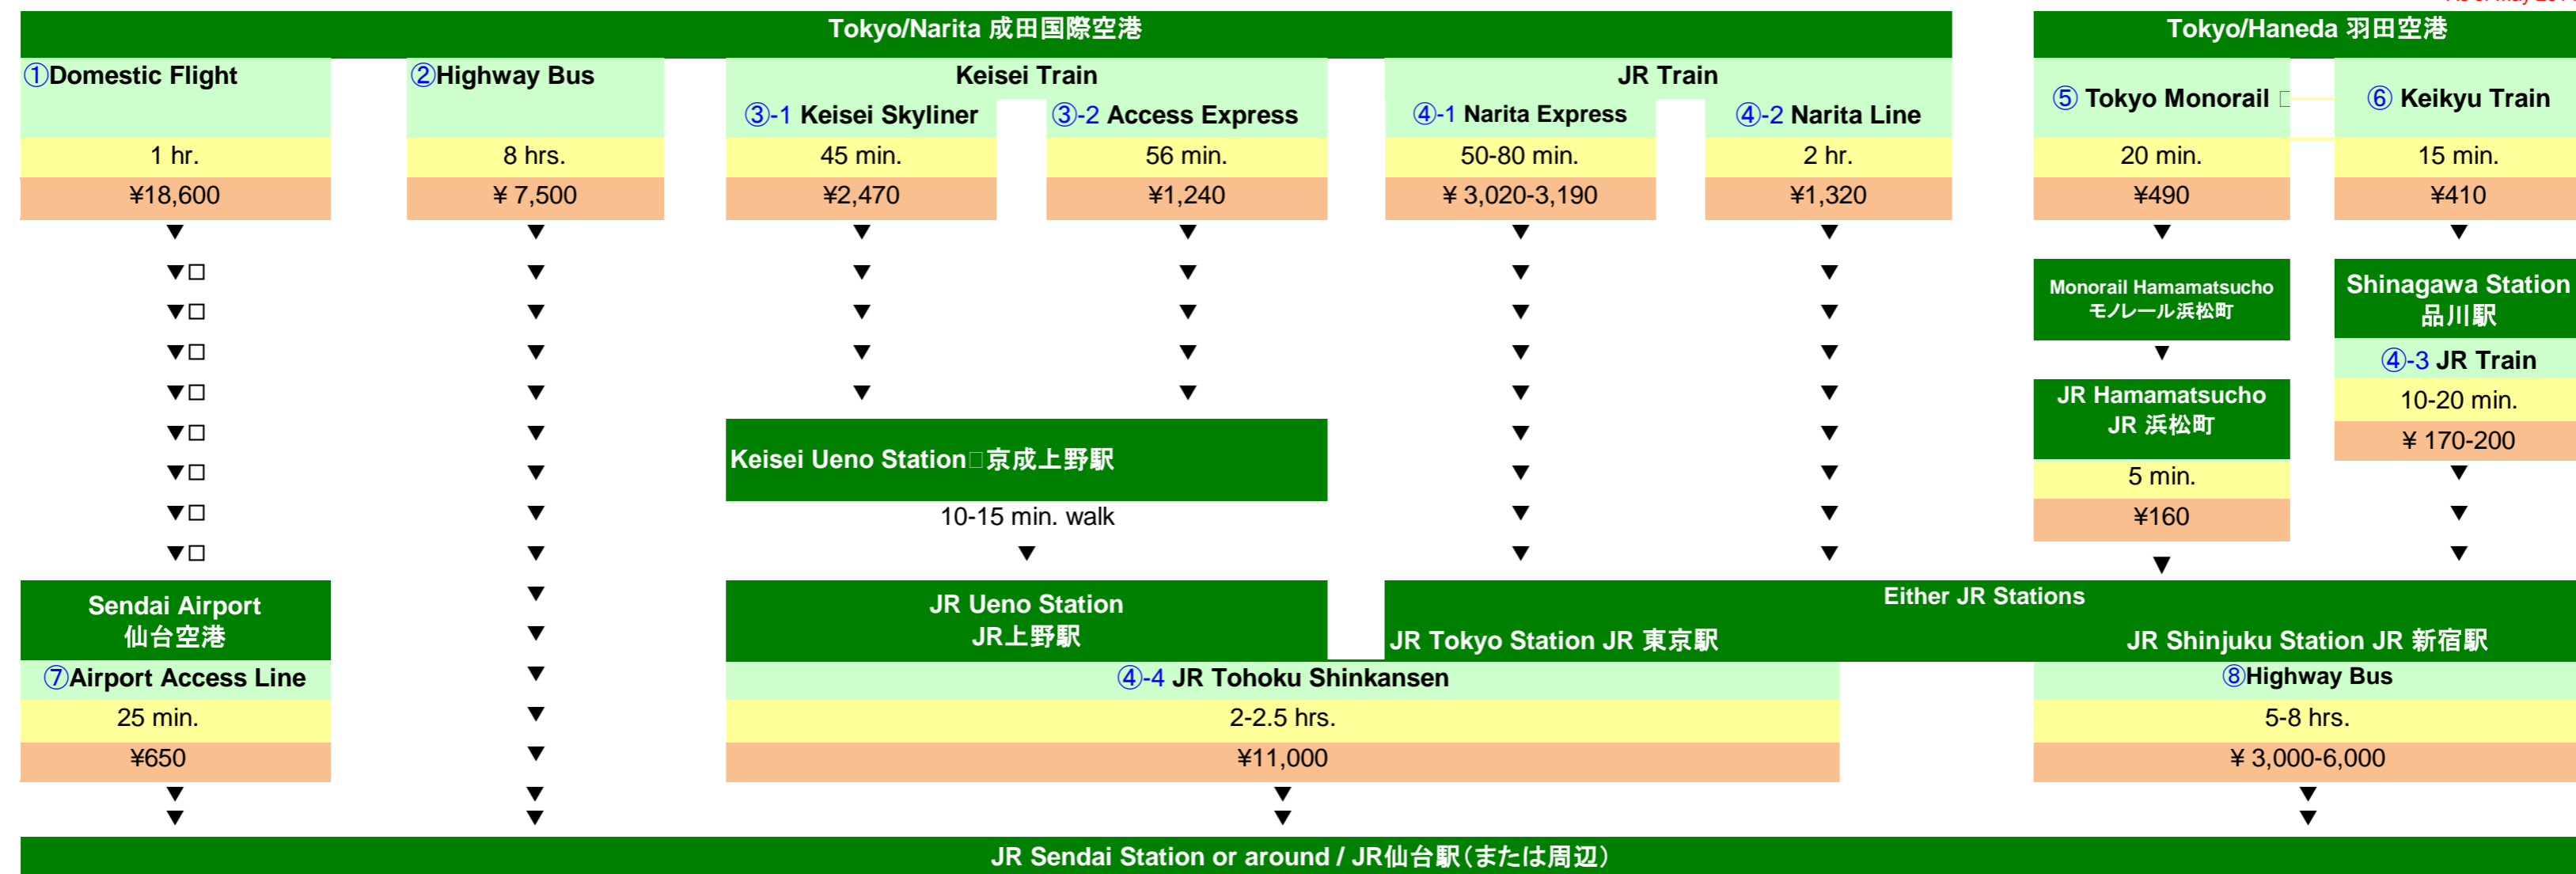 Tokyo/Narita 成田国際空港
Tokyo/Haneda 羽田空港
①Domestic Flight
②Highway Bus
Keisei Train
JR Train
⑤ Tokyo Monorail
⑥ Keikyu Train
③-1 Keisei Skyliner
③-2 Access Express
④-1 Narita Express
④-2 Narita Line
1 hr.
8 hrs.
45 min.
56 min.
50-80 min.
2 hr.
20 min.
15 min.
¥18,600
¥ 7,500
¥2,470
¥1,240
¥ 3,020-3,190
¥1,320
¥490
¥410
Monorail Hamamatsucho
モノレール浜松町
Shinagawa Station
品川駅
④-3 JR Train
10-20 min.
¥ 170-200
JR Hamamatsucho
JR 浜松町
5 min.
¥160
Keisei Ueno Station 京成上野駅
10-15 min. walk
Sendai Airport
仙台空港
JR Ueno Station
JR上野駅
Either JR Stations
JR Tokyo Station JR 東京駅
JR Shinjuku Station JR 新宿駅
⑦Airport Access Line
④-4 JR Tohoku Shinkansen
⑧Highway Bus
25 min.
2-2.5 hrs.
5-8 hrs.
¥650
¥11,000
¥ 3,000-6,000
JR Sendai Station or around / JR仙台駅（または周辺）